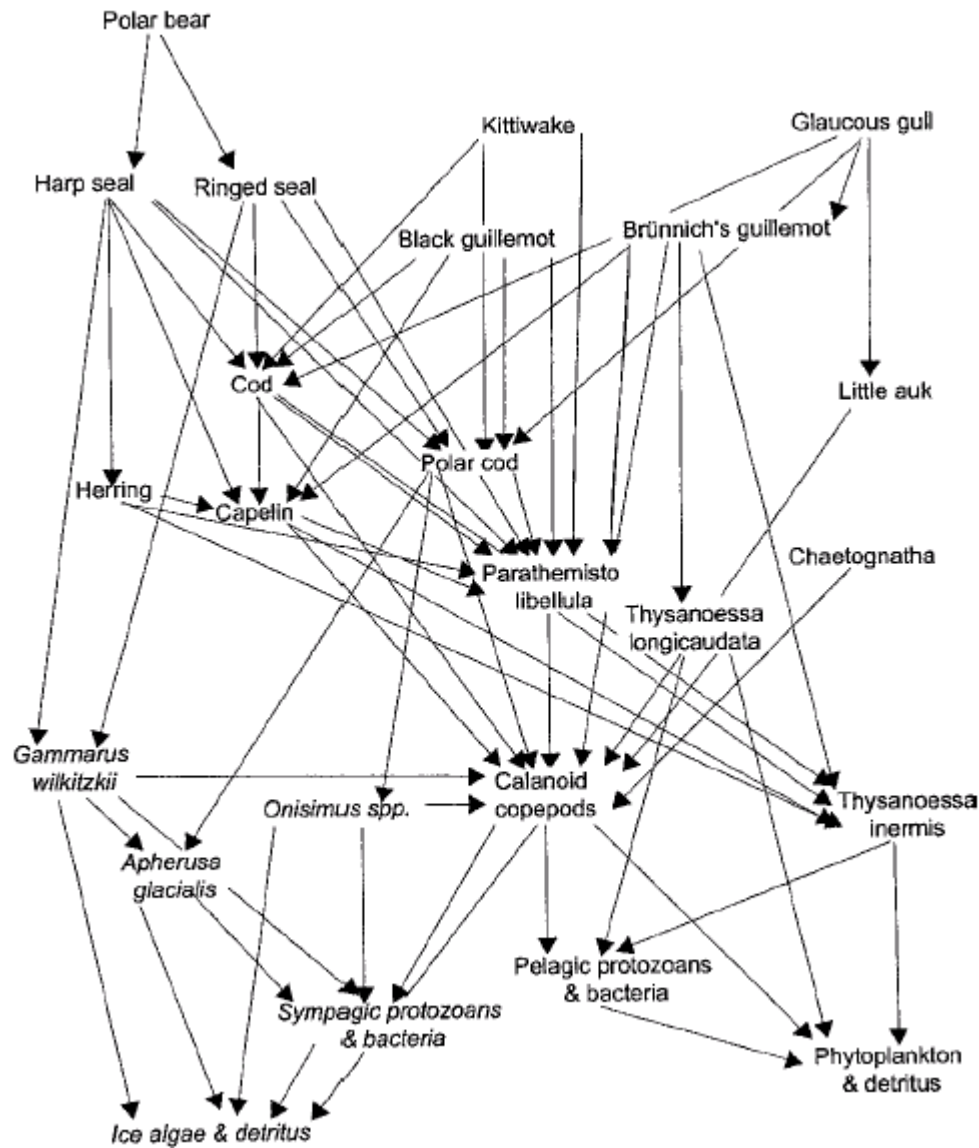 Polar bear
Kittiwake
Glaucous gull
Harp seal
Ringed seal
Black guillemot
Brünnich's guillemot
Cod
Little auk
Polar cod
Herring
Capelin
Chaetognatha
Parathemisto
libellula
Thysanoessa
longicaudata
Gammarus
wilkitzkii
Calanoid
copepods
Onisimus spp.
Thysanoessa
inermis
Apherusa
glacialis
Pelagic protozoans
& bacteria
Sympagic protozoans
& bacteria
Phytoplankton
& detritus
Ice algae & detritus